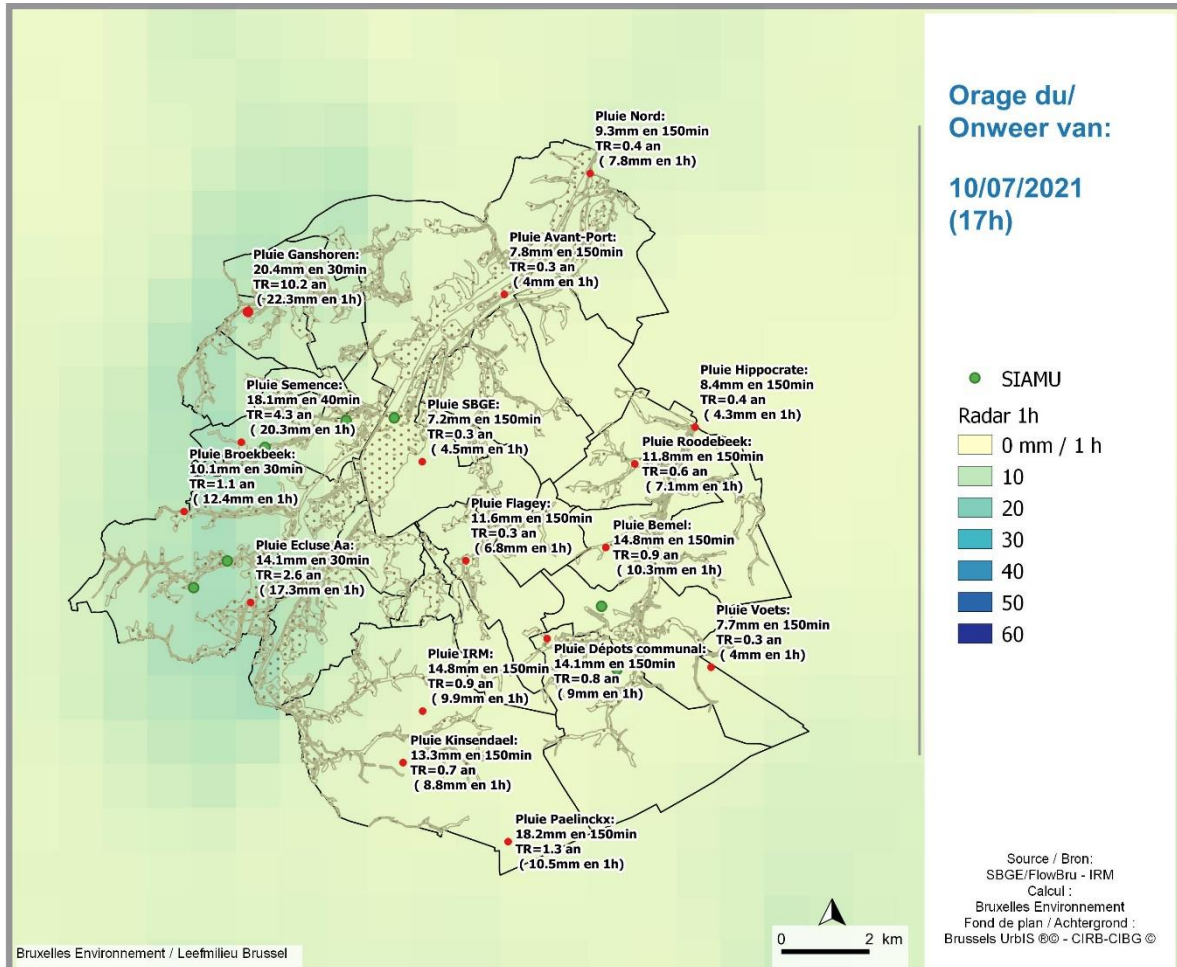 Pluie Nord:
9.3mm en 150min
TR=0.4 an
( 7.8mm en 1h)
Pluie Avant-Port:
7.8mm en 150min
TR=0.3 an
( 4mm en 1h)
Pluie Ganshoren:
20.4mm en 30min
TR=10.2 an
( 22.3mm en 1h)
Pluie Hippocrate:
8.4mm en 150min
TR=0.4 an
( 4.3mm en 1h)
Pluie Semence:
18.1mm en 40min
TR=4.3 an
( 20.3mm en 1h)
Pluie SBGE:
7.2mm en 150min
TR=0.3 an
( 4.5mm en 1h)
Pluie Roodebeek:
11.8mm en 150min
TR=0.6 an
( 7.1mm en 1h)
Pluie Broekbeek:
10.1mm en 30min
TR=1.1 an
( 12.4mm en 1h)
Pluie Flagey:
11.6mm en 150min
TR=0.3 an
( 6.8mm en 1h)
Pluie Bemel:
14.8mm en 150min
TR=0.9 an
( 10.3mm en 1h)
Pluie Ecluse Aa:
14.1mm en 30min
TR=2.6 an
( 17.3mm en 1h)
Pluie Voets:
7.7mm en 150min
TR=0.3 an
( 4mm en 1h)
Pluie Dépots communal:
14.1mm en 150min
TR=0.8 an
( 9mm en 1h)
Pluie IRM:
14.8mm en 150min
TR=0.9 an
( 9.9mm en 1h)
Pluie Kinsendael:
13.3mm en 150min
TR=0.7 an
( 8.8mm en 1h)
Pluie Paelinckx:
18.2mm en 150min
TR=1.3 an
( 10.5mm en 1h)
Bruxelles Environnement / Leefmilieu Brussel
0 2 km
Orage du/
Onweer van:
10/07/2021
(17h)
SIAMU
Radar 1h
0 mm / 1 h
10
20
30
40
50
60
Source / Bron:
SBGE/FlowBru - IRM
Calcul :
Bruxelles Environnement
Fond de plan / Achtergrond :
Brussels UrbIS ®© - CIRB-CIBG ©